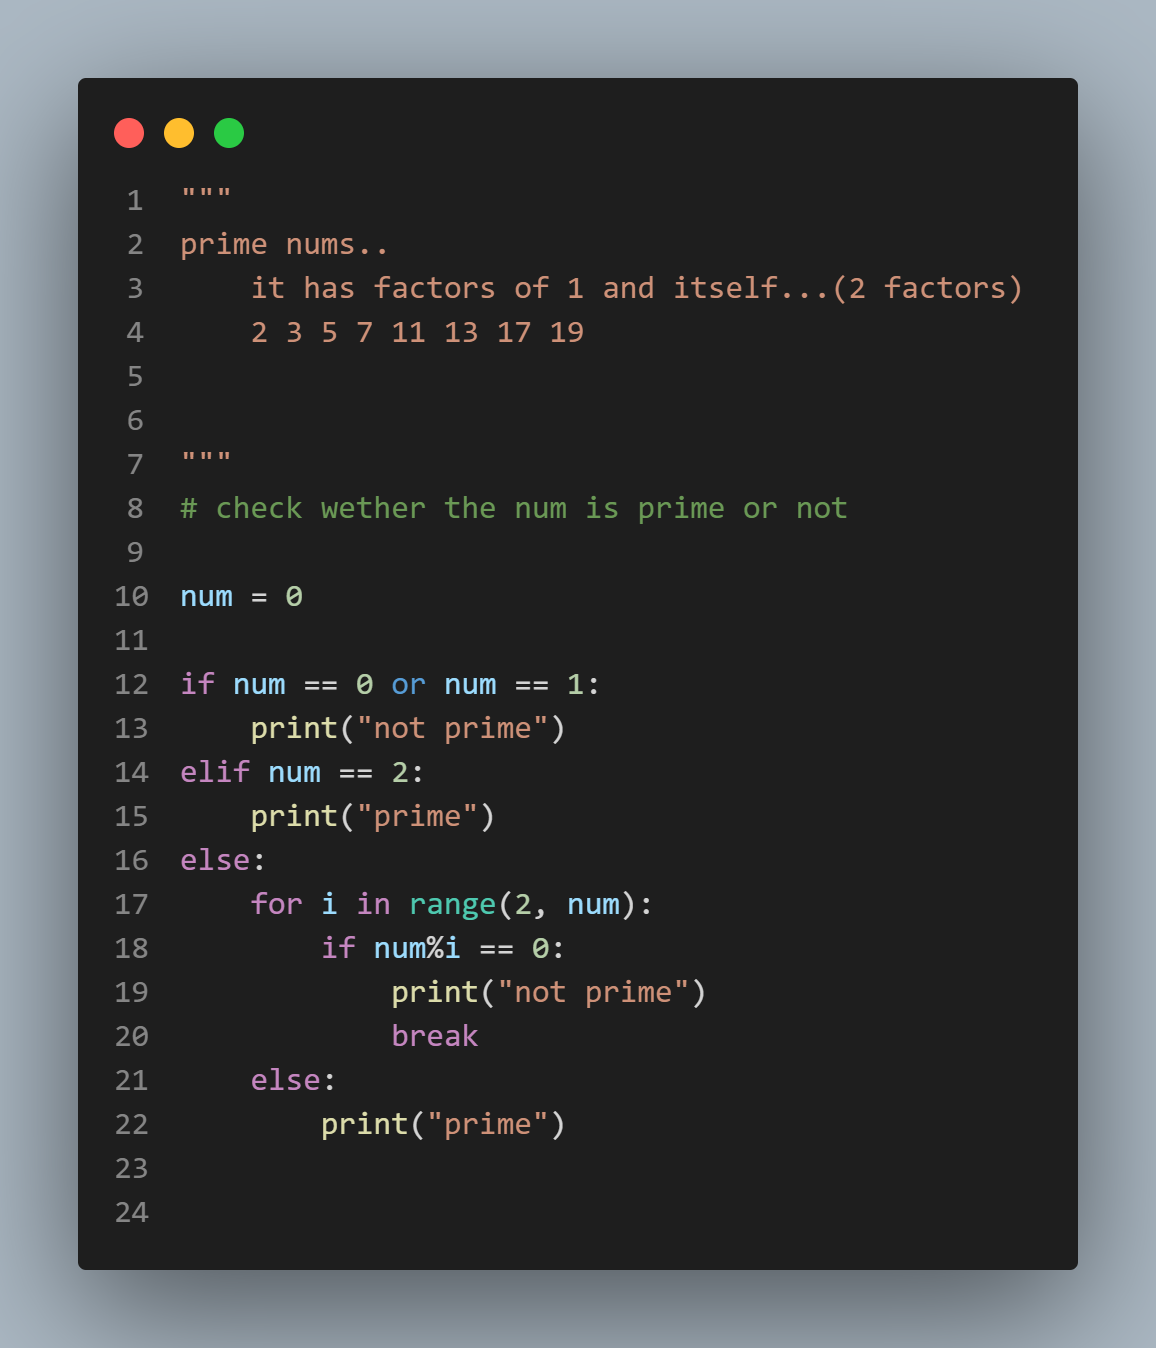 1 """
2 prime nums..
3     it has factors of 1 and itself...(2 factors)
4     2 3 5 7 11 13 17 19
5
6
7 """
8 # check wether the num is prime or not
9
10 num = 0
11
12 if num == 0 or num == 1:
13     print("not prime")
14 elif num == 2:
15     print("prime")
16 else:
17     for i in range(2, num):
18         if num%i == 0:
19             print("not prime")
20             break
21     else:
22         print("prime")
23
24